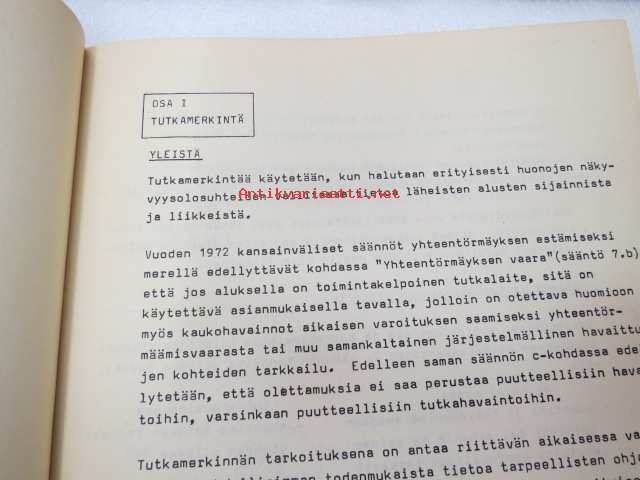 OSA I
TUTKAMERKINTÄ
YLEISTÄ
Tutkamerkintää käytetään, kun halutaan erityisesti huonojen näky-
vyysolosuhteiden vallitessa tietoa läheisten alusten sijainnista
Antikvariaatti.net
ja liikkeistä.
Vuoden 1972 kansainväliset säännöt yhteentörmäyksen estämiseksi
merellä edellyttävät kohdassa "Yhteentörmäyksen vaara"(sääntö 7.b)
että jos aluksella on toimintakelpoinen tutkalaite, sitä on
käytettävä asianmukaisella tavalla, jolloin on otettava huomioon
myös kaukohavainnot aikaisen varoituksen saamiseksi yhteentör-
määmisvaarasta tai muu samankaltainen järjestelmällinen havaittu
jen kohteiden tarkkailu. Edelleen saman säännön c-kohdassa edel
lytetään, että olettamuksia ei saa perustaa puutteellisiin hava
toihin, varsinkaan puutteellisiin tutkahavaintoihin.
Tutkamerkinnän tarkoituksena on antaa riittävän aikaisessa va
todenmukaista tietoa tarpeellisten ohj